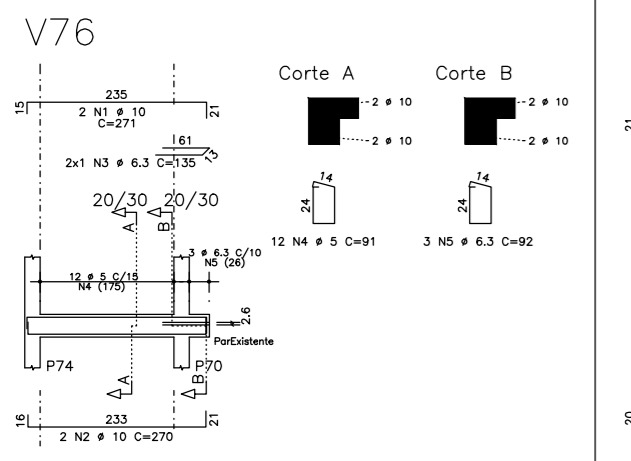 V76
Corte A
Corte B
235
15
21
2 N1 ø 10
C=271
2 ø 10
2 ø 10
2 ø 10
2 ø 10
61
13
2x1 N3 ø 6.3 C=135
14
24
14
24
20/30
20/30
A
B
12 N4 ø 5 C=91
3 N5 ø 6.3 C=92
3 ø 6.3 C/10
N5 (26)
12 ø 5 C/15
N4 (175)
2.6
ParExistente
P74
P70
A
B
16
233
21
2 N2 ø 10 C=270
21
20